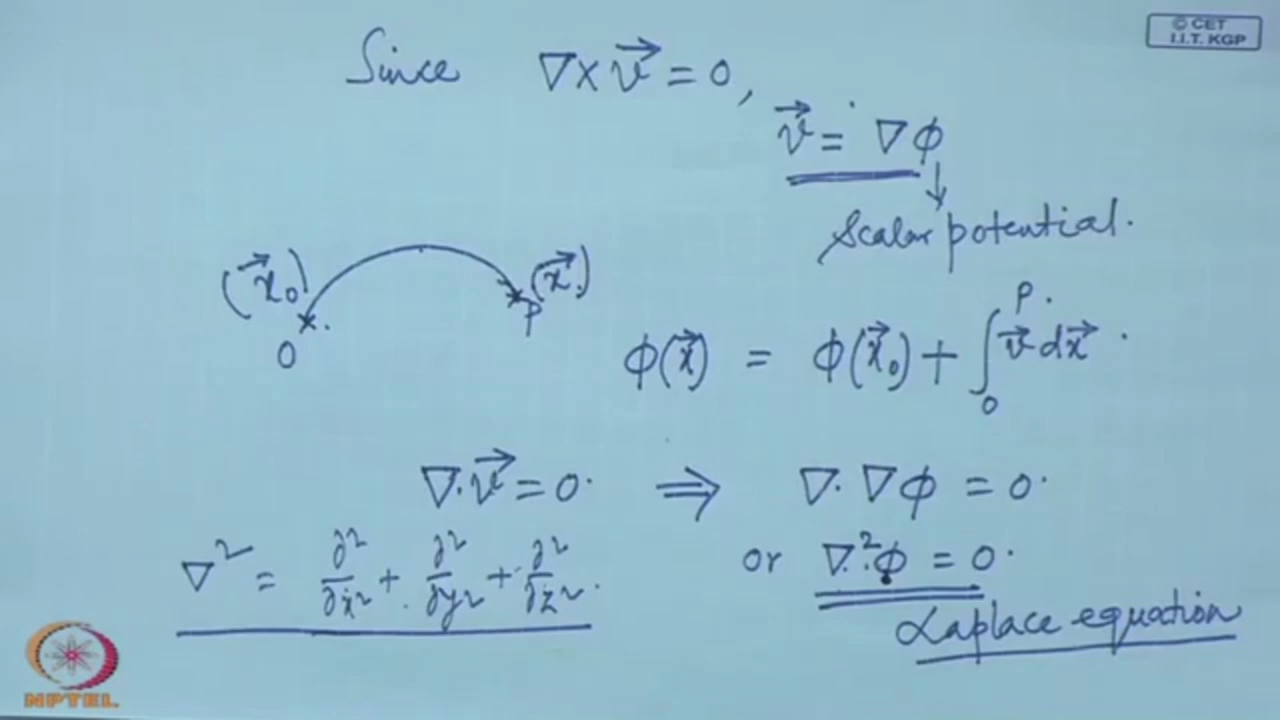 © CET
I.I.T. KGP
Since ∇×v⃗ = 0,
v⃗ = ∇φ
↓
Scalar potential.
(x⃗₀) (x⃗)
O P
φ(x⃗) = φ(x⃗₀) + ∫₀ᴾ v⃗ dx⃗
∇·v⃗ = 0. ⇒ ∇·∇φ = 0.
∇² = ∂²/∂x² + ∂²/∂y² + ∂²/∂z². or ∇²φ = 0.
Laplace equation
NPTEL